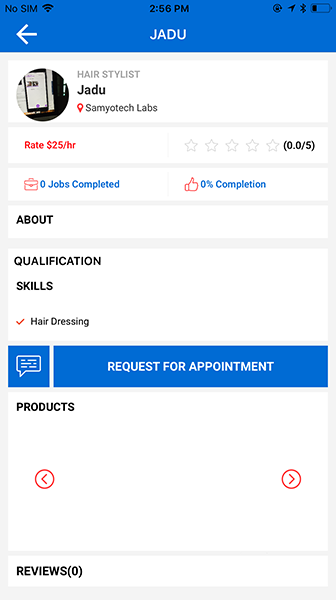 No SIM 2:56 PM
JADU
HAIR STYLIST
Jadu
Samyotech Labs
Rate $25/hr (0.0/5)
0 Jobs Completed 0% Completion
ABOUT
QUALIFICATION
SKILLS
Hair Dressing
REQUEST FOR APPOINTMENT
PRODUCTS
REVIEWS(0)